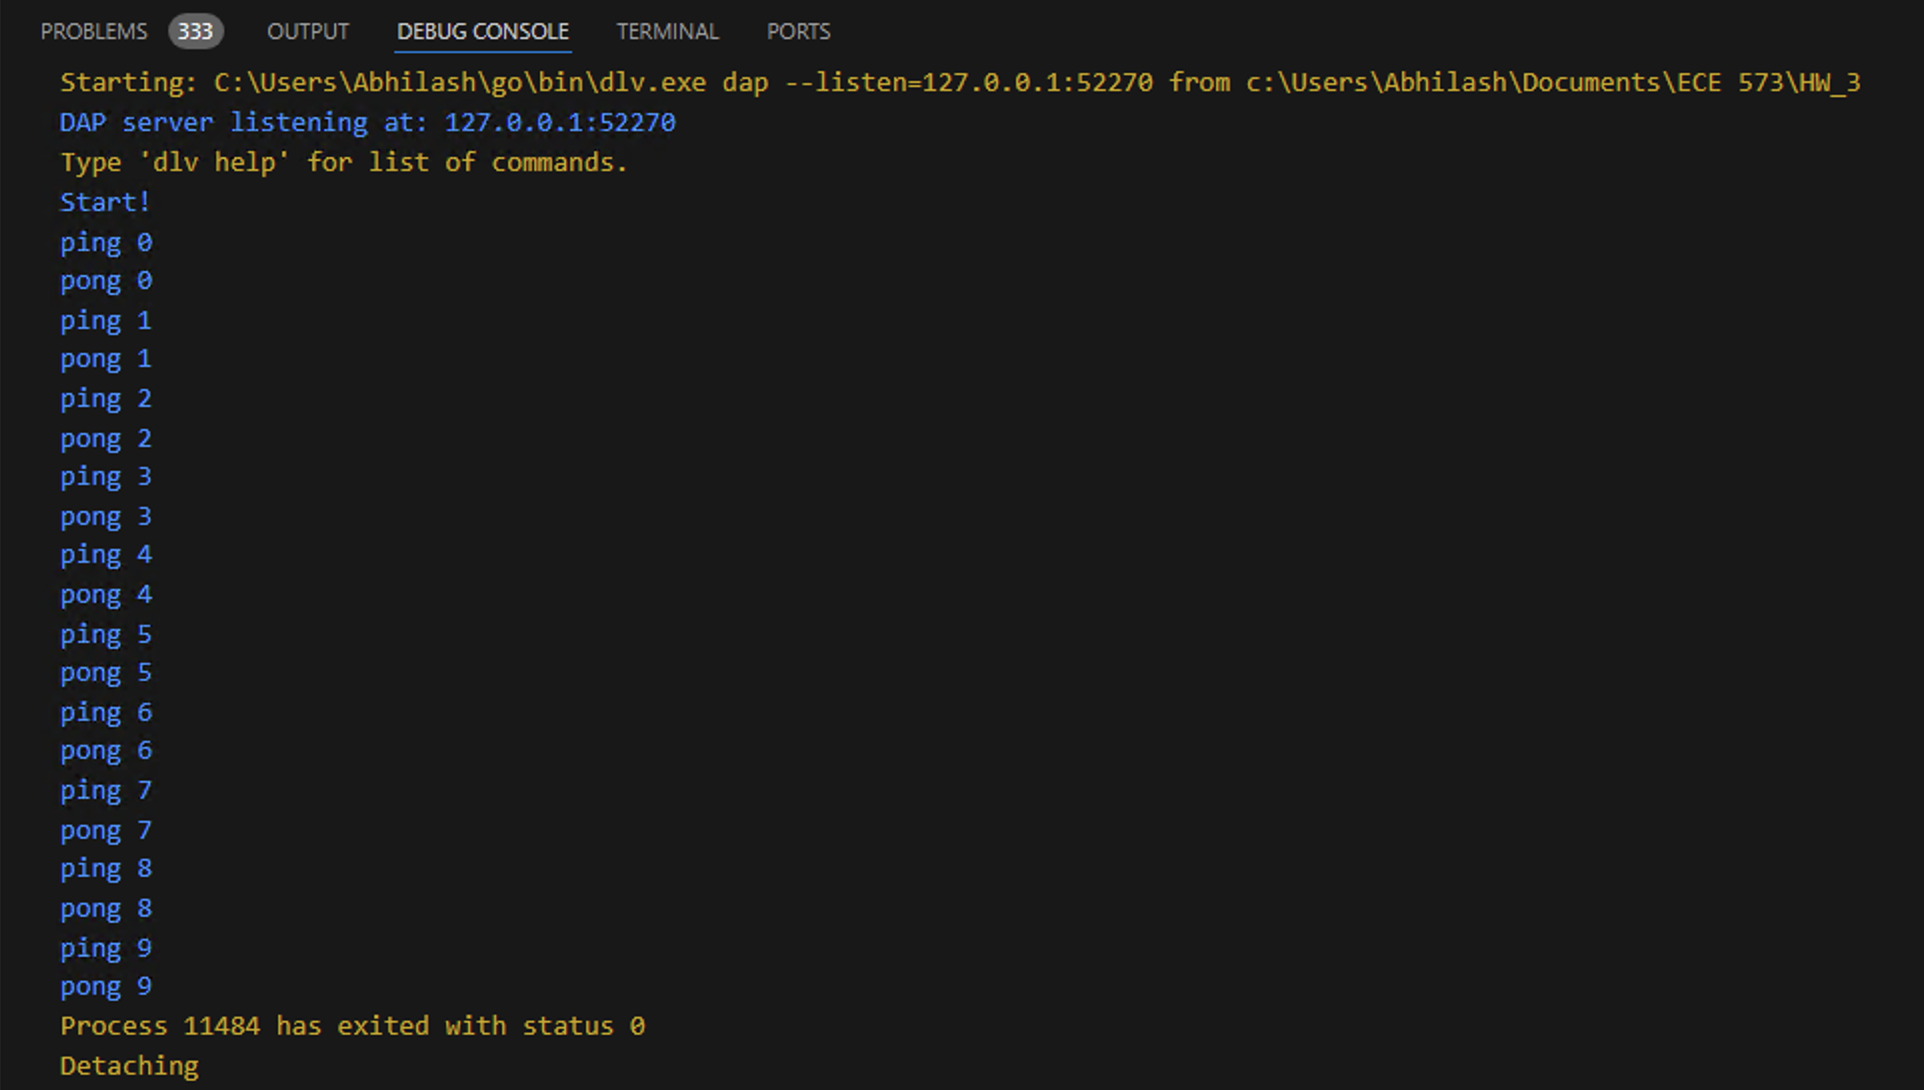 PROBLEMS 333 OUTPUT DEBUG CONSOLE TERMINAL PORTS
Starting: C:\Users\Abhilash\go\bin\dlv.exe dap --listen=127.0.0.1:52270 from c:\Users\Abhilash\Documents\ECE 573\HW_3
DAP server listening at: 127.0.0.1:52270
Type 'dlv help' for list of commands.
Start!
ping 0
pong 0
ping 1
pong 1
ping 2
pong 2
ping 3
pong 3
ping 4
pong 4
ping 5
pong 5
ping 6
pong 6
ping 7
pong 7
ping 8
pong 8
ping 9
pong 9
Process 11484 has exited with status 0
Detaching